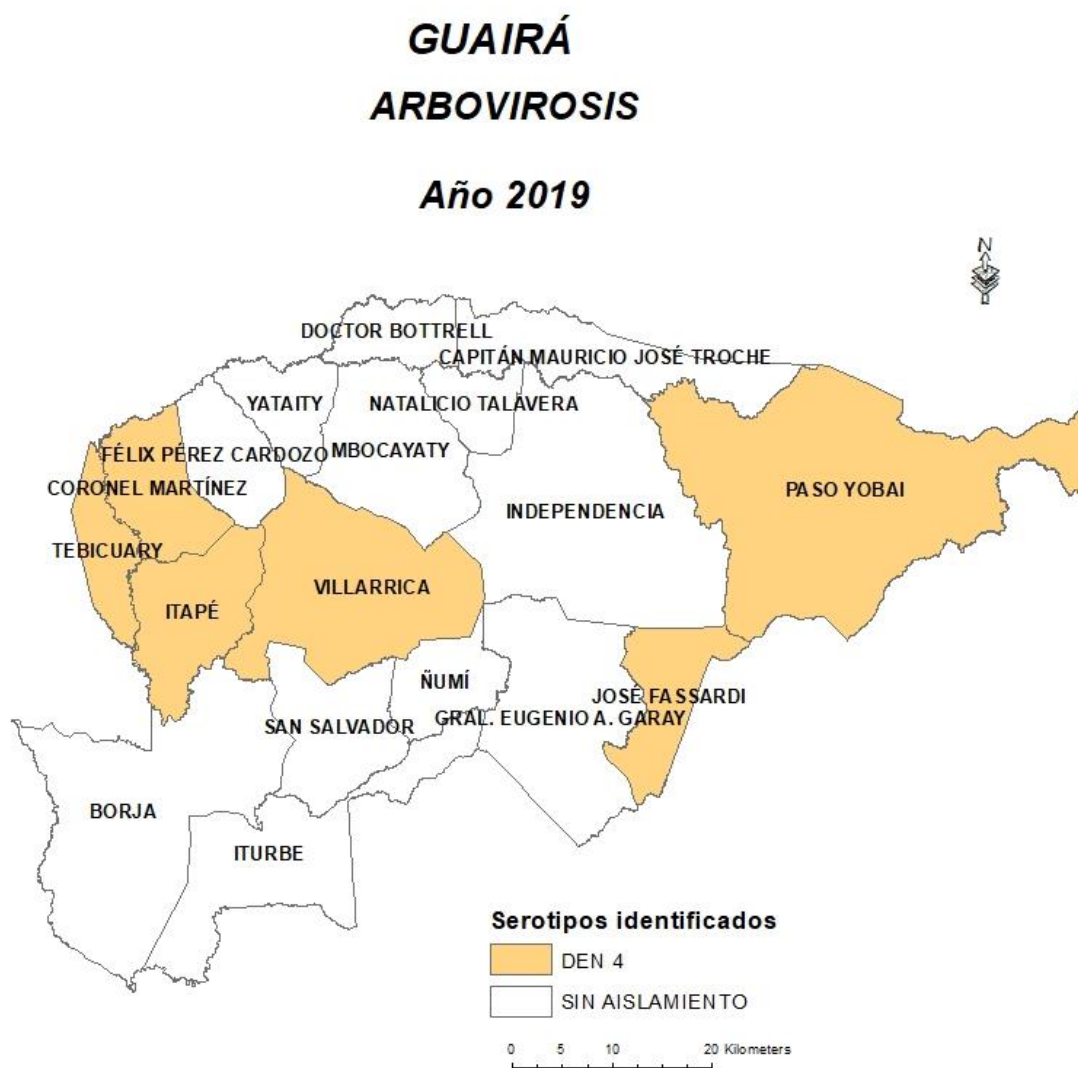 GUAIRÁ
ARBOVIROSIS
Año 2019
N
DOCTOR BOTTRELL
CAPITÁN MAURICIO JOSÉ TROCHE
YATAITY
NATALICIO TALAVERA
FÉLIX PÉREZ CARDOZO
MBOCAYATY
CORONEL MARTÍNEZ
PASO YOBAI
INDEPENDENCIA
TEBICUARY
VILLARRICA
ITAPÉ
ÑUMÍ
JOSÉ FASSARDI
SAN SALVADOR
GRAL. EUGENIO A. GARAY
BORJA
ITURBE
Serotipos identificados
DEN 4
SIN AISLAMIENTO
0 5 10 20 Kilometers